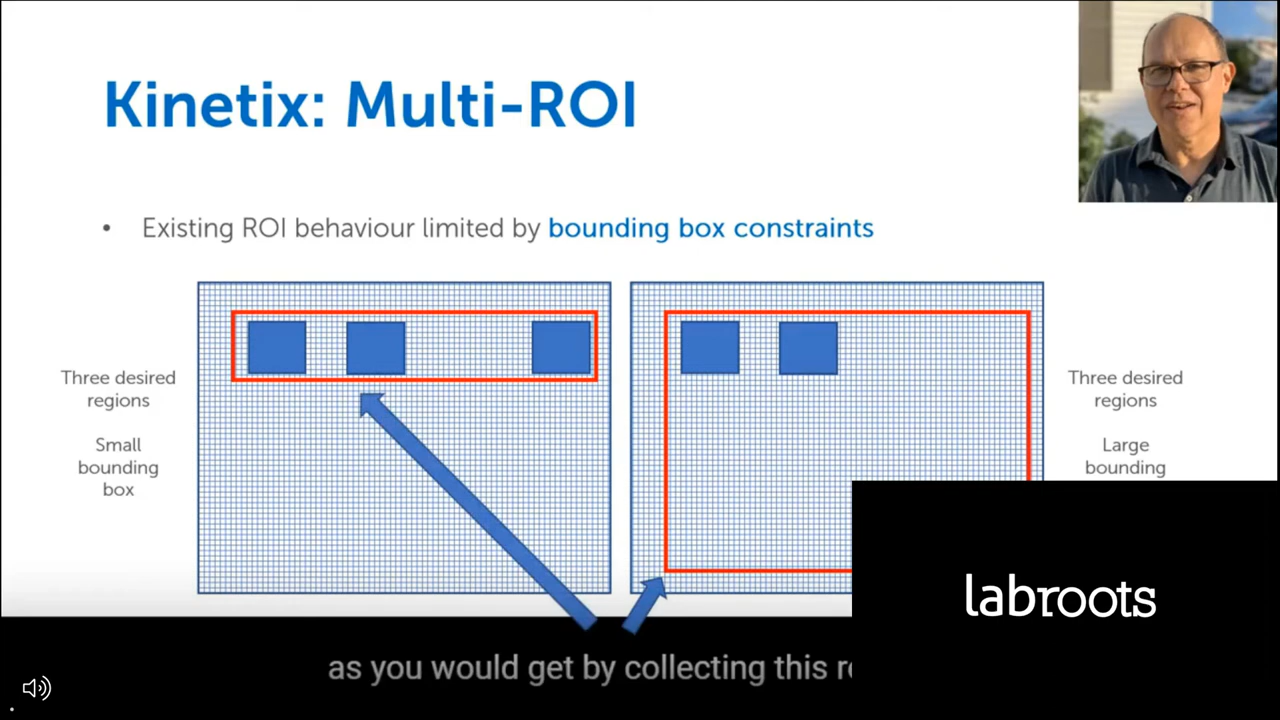 Kinetix: Multi-ROI
• Existing ROI behaviour limited by bounding box constraints
Three desired
regions
Small
bounding
box
Three desired
regions
Large
bounding
labroots
as you would get by collecting this